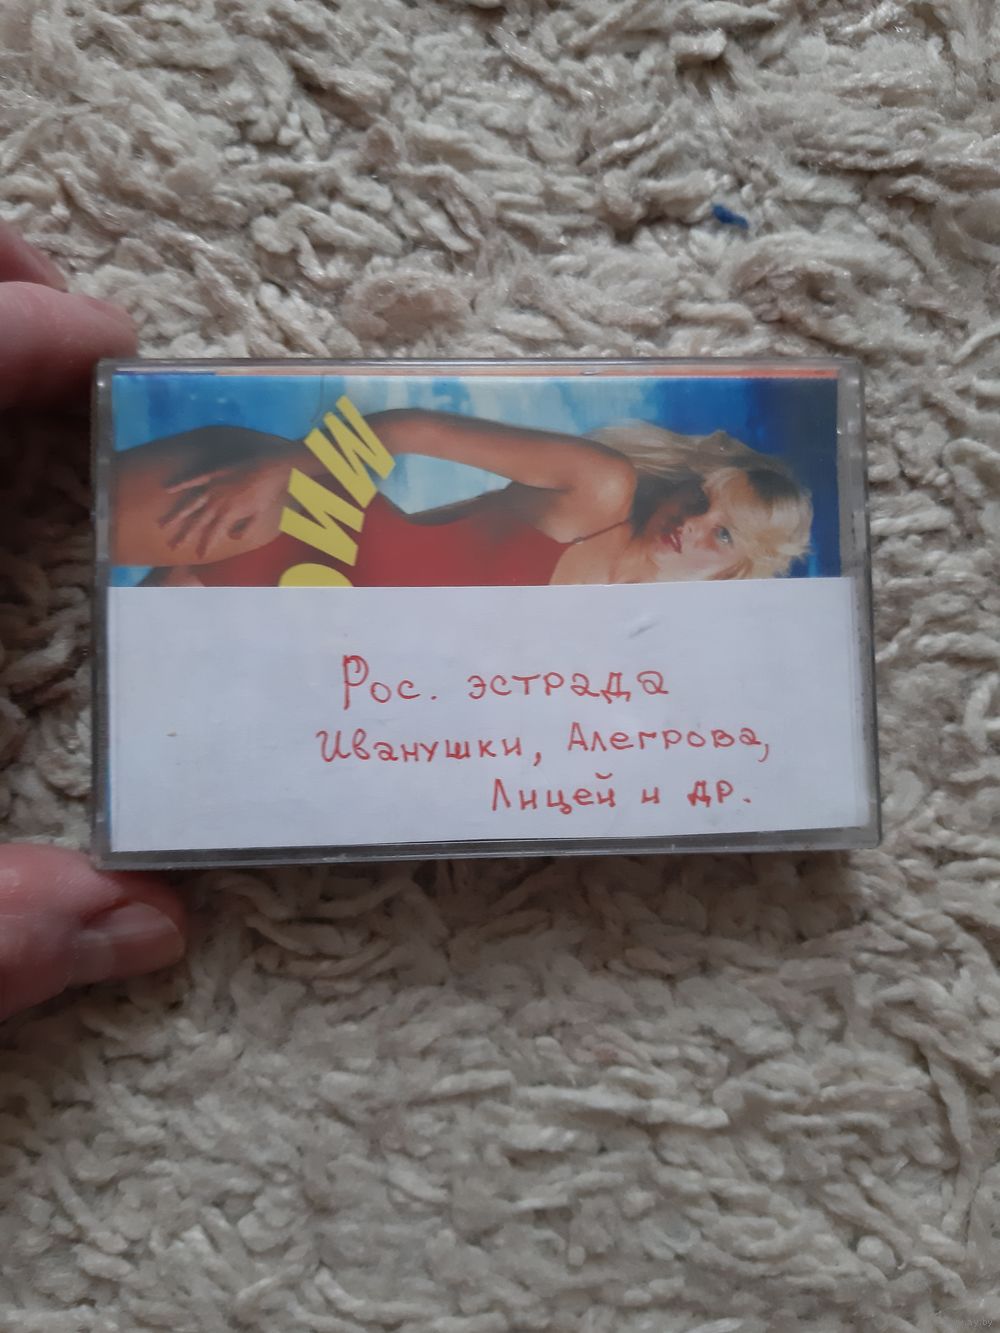 Рос. эстрада
Иванушки, Алегрова,
Лицей и др.